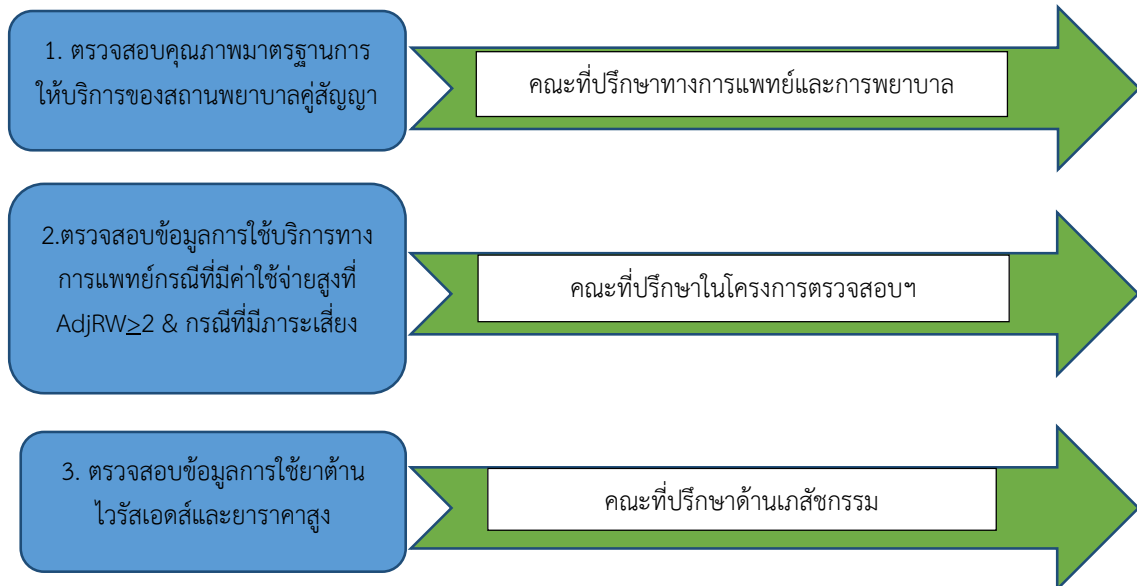 1. ตรวจสอบคุณภาพมาตรฐานการ
ให้บริการของสถานพยาบาลคู่สัญญา
คณะที่ปรึกษาทางการแพทย์และการพยาบาล
2.ตรวจสอบข้อมูลการใช้บริการทาง
การแพทย์กรณีที่มีค่าใช้จ่ายสูงที่
AdjRW≥2 & กรณีที่มีภาระเสี่ยง
คณะที่ปรึกษาในโครงการตรวจสอบฯ
3. ตรวจสอบข้อมูลการใช้ยาต้าน
ไวรัสเอดส์และยาราคาสูง
คณะที่ปรึกษาด้านเภสัชกรรม